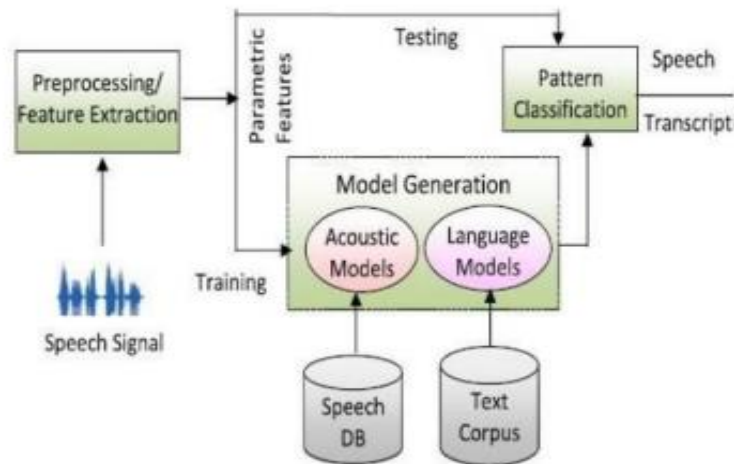 Preprocessing/
Feature Extraction
Parametric
Features
Testing
Pattern
Classification
Speech
Transcript
Model Generation
Acoustic
Models
Language
Models
Training
Speech Signal
Speech
DB
Text
Corpus